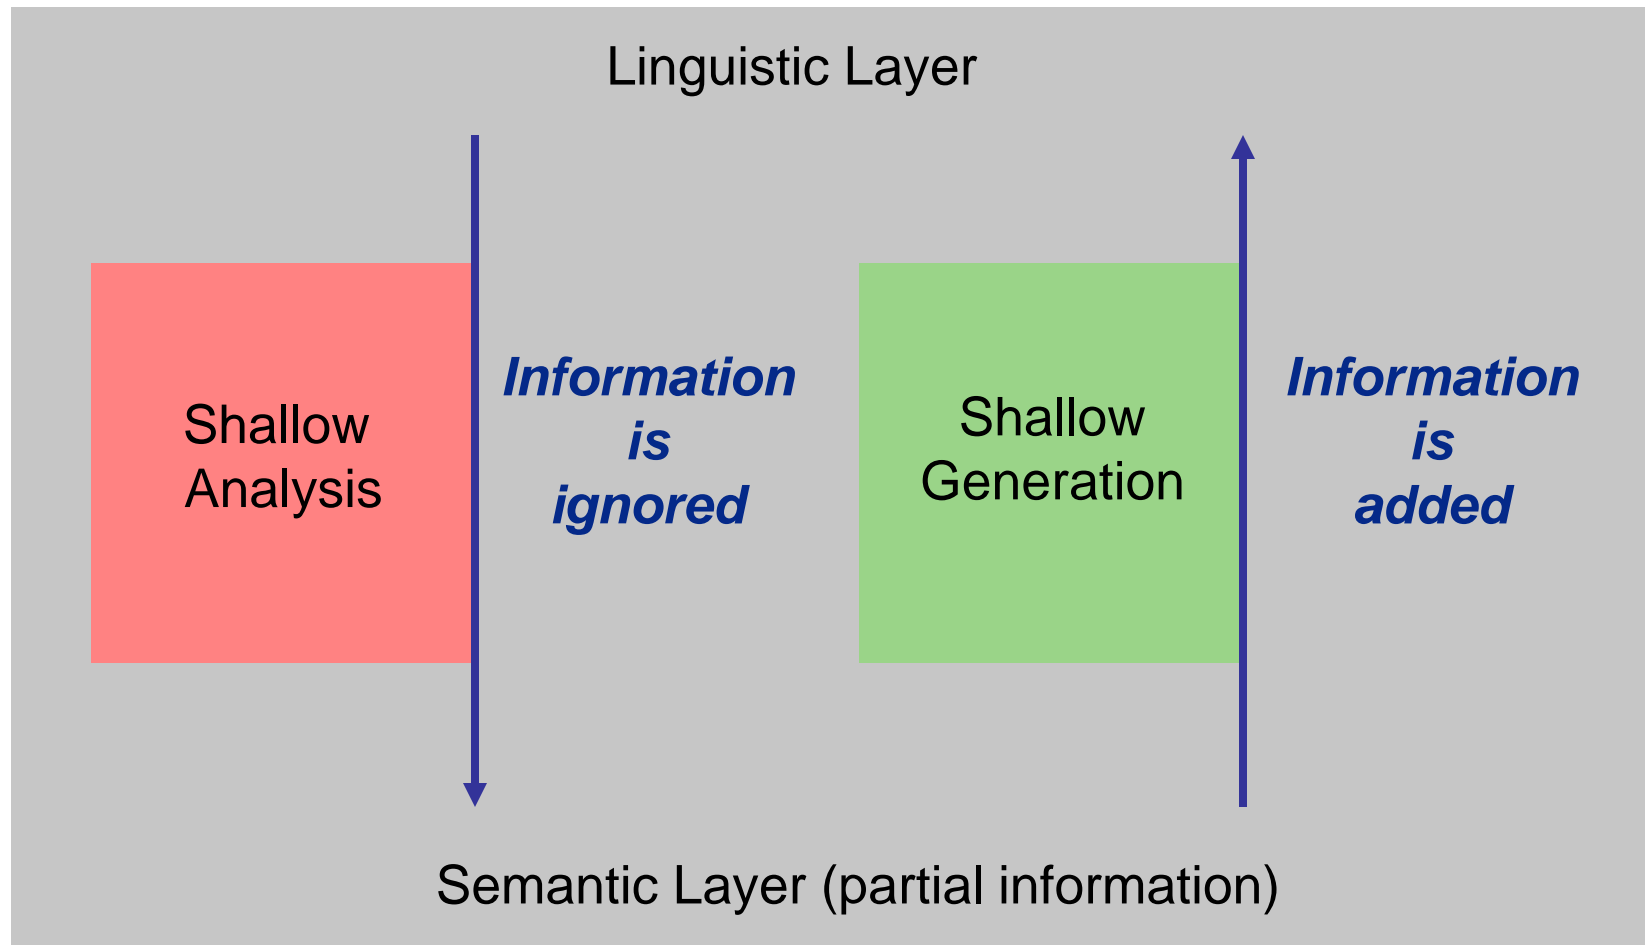 Linguistic Layer
Shallow
Analysis
Information
is
ignored
Shallow
Generation
Information
is
added
Semantic Layer (partial information)